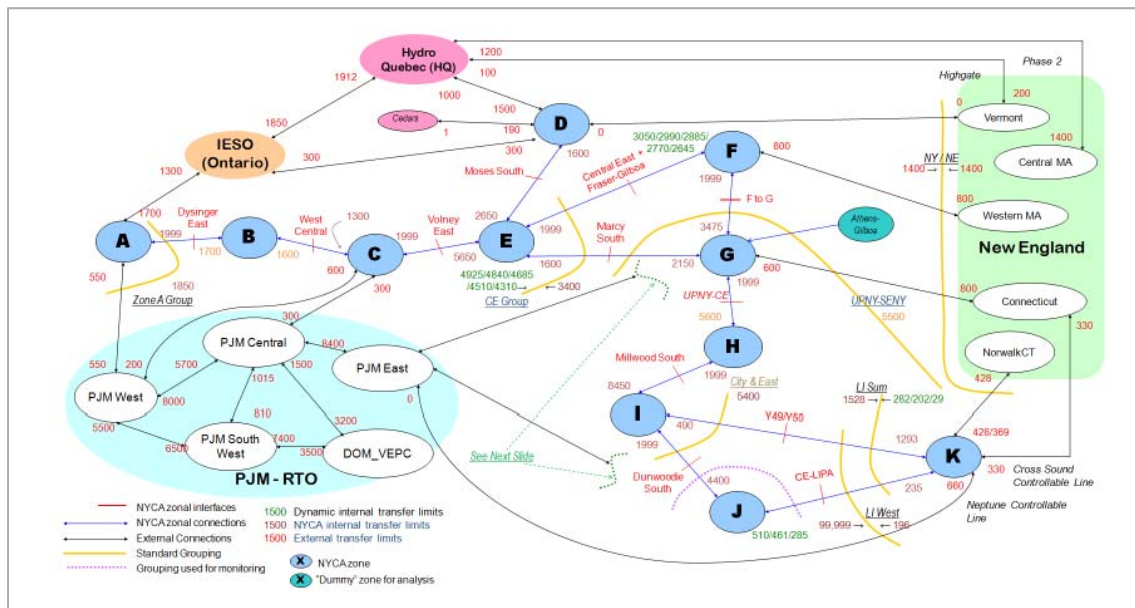 Hydro
Quebec (HQ)
1200
100
1912
Phase 2
Highgate
1000
1500
Cedars
1
190
D
0
0
200
Vermont
1850
IESO
(Ontario)
300
300
1600
3050/2990/2885/
2770/2645
F
800
1400
Central MA
NY / NE
1400 → ← 1400
1300
Moses South
Central East +
Fraser-Gilboa
1999
F to G
800
Western MA
1700
Dysinger
East
West
Central
1300
Volney
East
2650
Marcy
South
Athens-
Gilboa
New England
A
1999
B
C
1999
E
1999
3475
G
1700
1600
600
5650
1600
2150
600
550
1850
Zone A Group
300
4925/4840/4685
/4510/4310→
← 3400
CE Group
1999
UPNY-CE
UPNY-SENY
5500
800
Connecticut
330
300
PJM Central
8400
5600
H
NorwalkCT
550
200
5700
1500
PJM East
Millwood South
1999
428
PJM West
1015
0
8450
City & East
5400
LI Sum
1528 →
← 282/202/29
8000
5500
810
3200
I
400
Y49/Y50
1293
428/369
6500
PJM South
West
7400
3500
DOM_VEPC
See Next Slide
1999
K
330
Cross Sound
Controllable Line
PJM - RTO
Dunwoodie
South
4400
CE-LIPA
235
660
Neptune Controllable
Line
J
LI West
99,999 →
← 196
510/461/285
NYCA zonal interfaces
NYCA zonal connections
External Connections
Standard Grouping
Grouping used for monitoring
1500 Dynamic internal transfer limits
1500 NYCA internal transfer limits
1500 External transfer limits
X NYCA zone
X "Dummy" zone for analysis